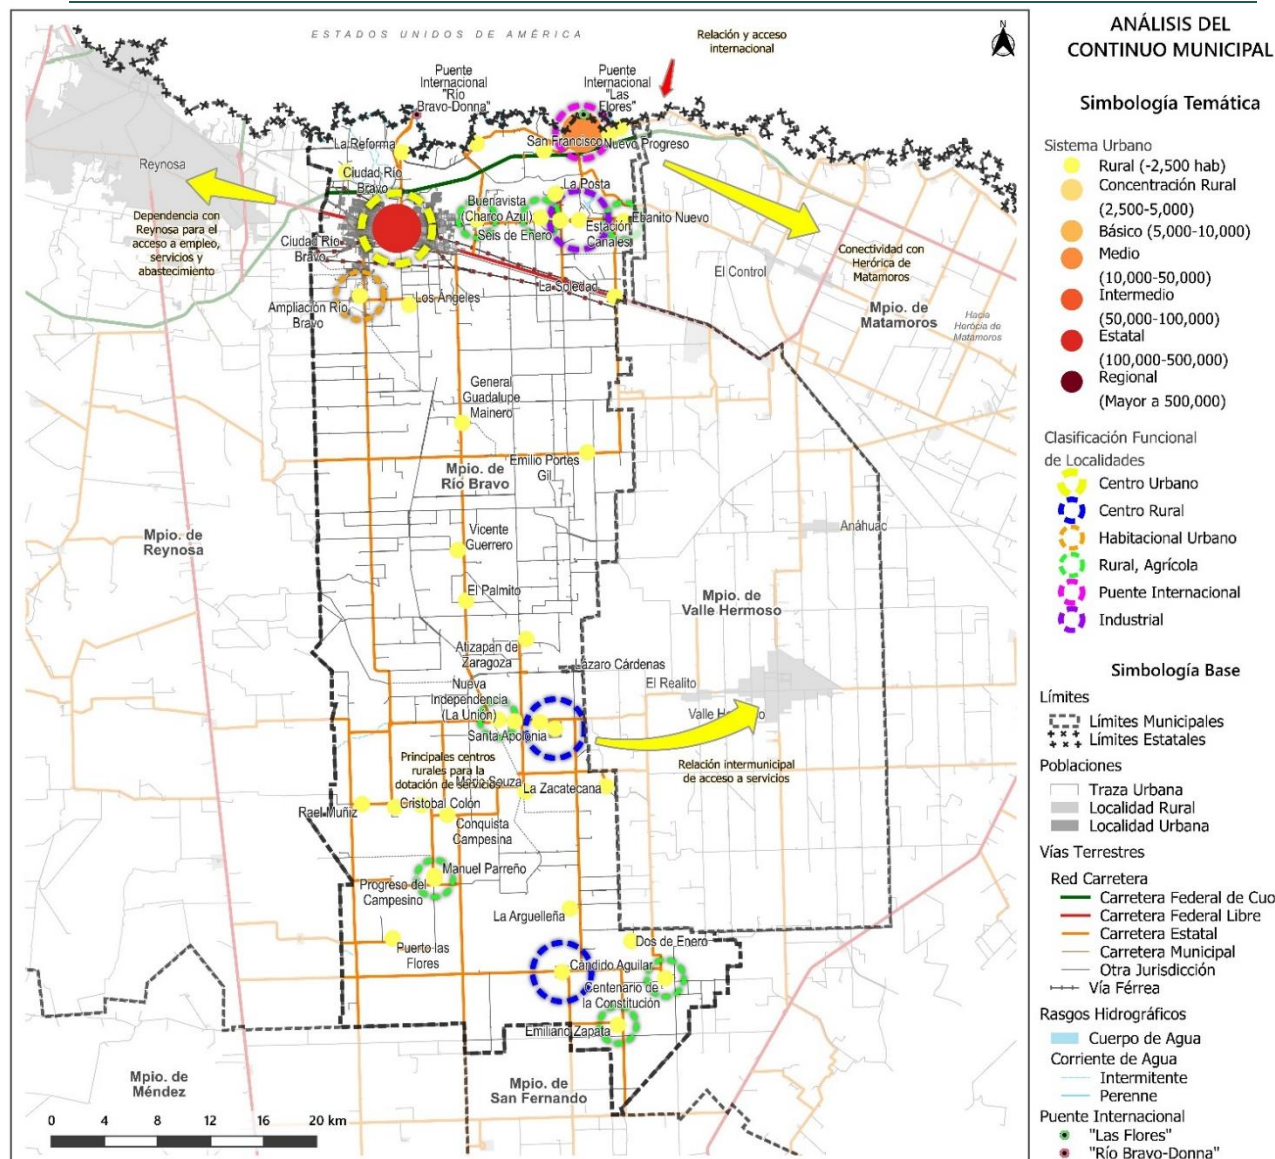 ESTADOS UNIDOS DE AMÉRICA
Relación y acceso
internacional
N
Puente
Internacional
"Río
Bravo-Donna"
Puente
Internacional
"Las
Flores"
La Reforma
San Francisco
Nuevo Progreso
Reynosa
Ciudad Río
Bravo
La Posta
Buenavista
(Charco Azul)
Ebanito Nuevo
Seis de Enero
Estación
Canales
Dependencia con
Reynosa para el
acceso a empleo,
servicios y
abastecimiento
Ciudad Río
Bravo
Conectividad con
Herórica de
Matamoros
El Control
La Soledad
Ampliación Río
Bravo
Los Ángeles
Mpio. de
Matamoros
Hacia
Heróica de
Matamoros
General
Guadalupe
Mainero
Emilio Portes
Gil
Mpio. de
Río Bravo
Mpio. de
Reynosa
Vicente
Guerrero
Anáhuac
El Palmito
Mpio. de
Valle Hermoso
Atizapán de
Zaragoza
Lázaro Cárdenas
Nueva
Independencia
(La Unión)
El Realito
Santa Apolonia
Relación intermunicipal
de acceso a servicios
Principales centros
rurales para la
dotación de servicios
La Zacatecana
Rael Muñiz
Cristobal Colón
Conquista
Campesina
Manuel Parreño
Progreso del
Campesino
La Arguelleña
Puerto las
Flores
Dos de Enero
Cándido Aguilar
Centenario de
la Constitución
Emiliano Zapata
Mpio. de
Méndez
Mpio. de
San Fernando
0 4 8 12 16 20 km
ANÁLISIS DEL
CONTINUO MUNICIPAL
Simbología Temática
Sistema Urbano
Rural (-2,500 hab)
Concentración Rural
(2,500-5,000)
Básico (5,000-10,000)
Medio
(10,000-50,000)
Intermedio
(50,000-100,000)
Estatal
(100,000-500,000)
Regional
(Mayor a 500,000)
Clasificación Funcional
de Localidades
Centro Urbano
Centro Rural
Habitacional Urbano
Rural, Agrícola
Puente Internacional
Industrial
Simbología Base
Límites
Límites Municipales
Límites Estatales
Poblaciones
Traza Urbana
Localidad Rural
Localidad Urbana
Vías Terrestres
Red Carretera
Carretera Federal de Cuo
Carretera Federal Libre
Carretera Estatal
Carretera Municipal
Otra Jurisdicción
Vía Férrea
Rasgos Hidrográficos
Cuerpo de Agua
Corriente de Agua
Intermitente
Perenne
Puente Internacional
"Las Flores"
"Río Bravo-Donna"